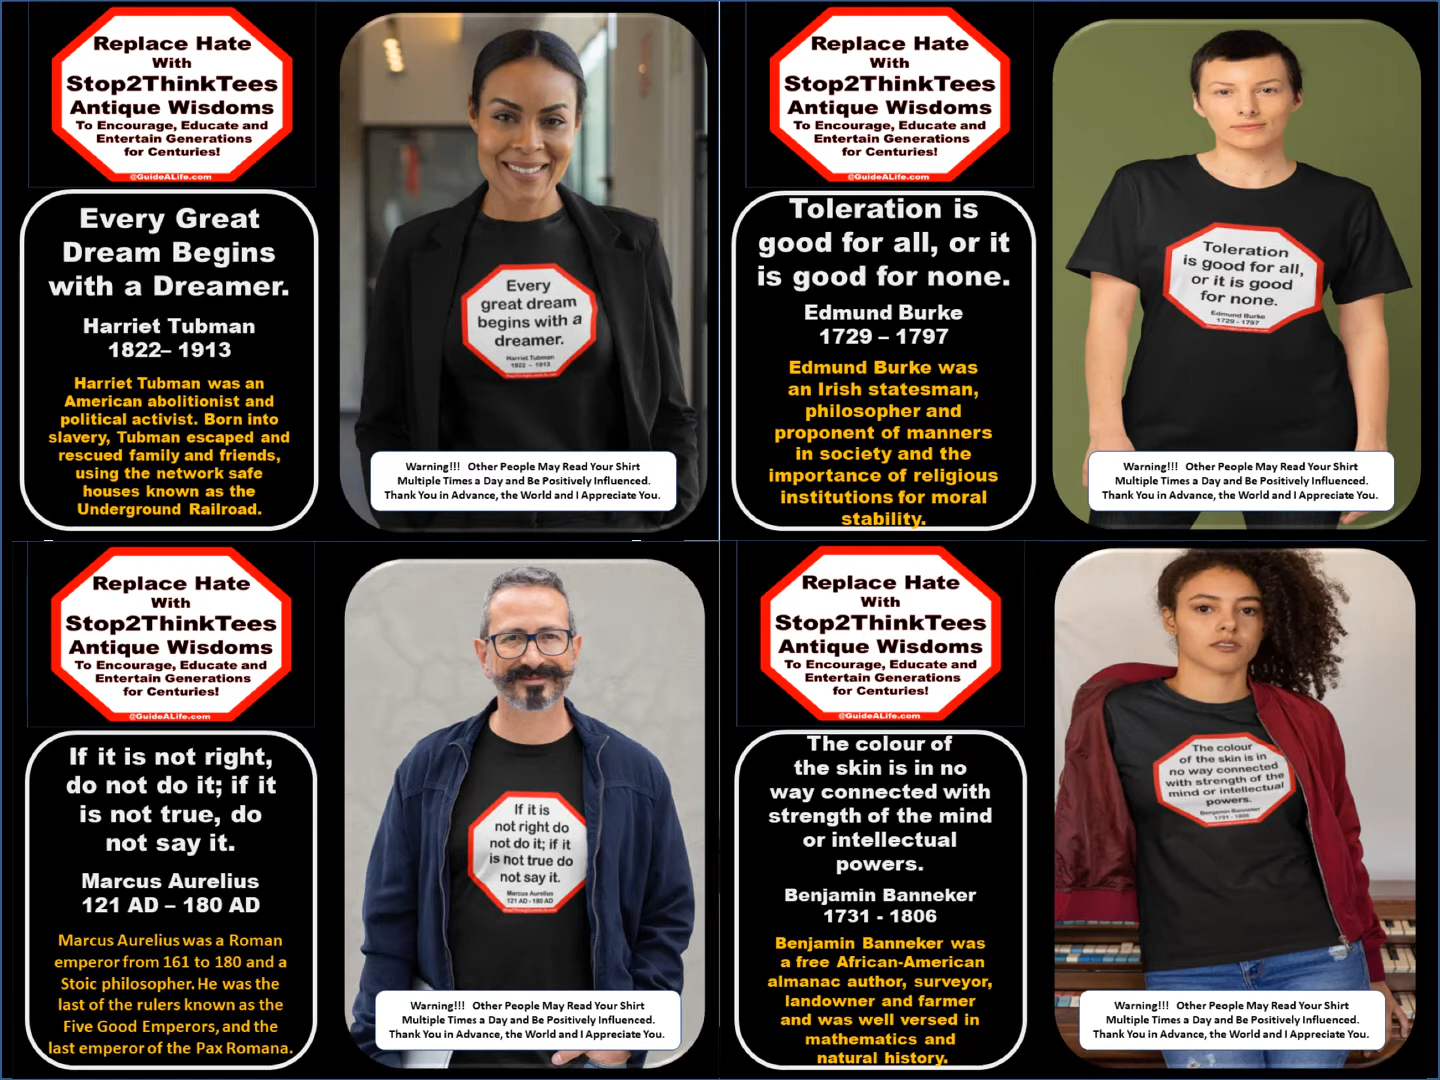 Replace Hate
With
Stop2ThinkTees
Antique Wisdoms
To Encourage, Educate and
Entertain Generations
for Centuries!
@GuideALife.com
Every Great
Dream Begins
with a Dreamer.
Harriet Tubman
1822– 1913
Harriet Tubman was an
American abolitionist and
political activist. Born into
slavery, Tubman escaped and
rescued family and friends,
using the network safe
houses known as the
Underground Railroad.
Every
great dream
begins with a
dreamer.
Harriet Tubman
1822 – 1913
Warning!!! Other People May Read Your Shirt
Multiple Times a Day and Be Positively Influenced.
Thank You in Advance, the World and I Appreciate You.
Replace Hate
With
Stop2ThinkTees
Antique Wisdoms
To Encourage, Educate and
Entertain Generations
for Centuries!
@GuideALife.com
Toleration is
good for all, or it
is good for none.
Edmund Burke
1729 – 1797
Edmund Burke was
an Irish statesman,
philosopher and
proponent of manners
in society and the
importance of religious
institutions for moral
stability.
Toleration
is good for all,
or it is good
for none.
Edmund Burke
1729 - 1797
Warning!!! Other People May Read Your Shirt
Multiple Times a Day and Be Positively Influenced.
Thank You in Advance, the World and I Appreciate You.
Replace Hate
With
Stop2ThinkTees
Antique Wisdoms
To Encourage, Educate and
Entertain Generations
for Centuries!
@GuideALife.com
If it is not right,
do not do it; if it
is not true, do
not say it.
Marcus Aurelius
121 AD – 180 AD
Marcus Aurelius was a Roman
emperor from 161 to 180 and a
Stoic philosopher. He was the
last of the rulers known as the
Five Good Emperors, and the
last emperor of the Pax Romana.
If it is
not right do
not do it; if it
is not true do
not say it.
Marcus Aurelius
121 AD - 180 AD
Warning!!! Other People May Read Your Shirt
Multiple Times a Day and Be Positively Influenced.
Thank You in Advance, the World and I Appreciate You.
Replace Hate
With
Stop2ThinkTees
Antique Wisdoms
To Encourage, Educate and
Entertain Generations
for Centuries!
@GuideALife.com
The colour of
the skin is in no
way connected with
strength of the mind
or intellectual
powers.
Benjamin Banneker
1731 - 1806
Benjamin Banneker was
a free African-American
almanac author, surveyor,
landowner and farmer
and was well versed in
mathematics and
natural history.
The colour
of the skin is in
no way connected
with strength of the
mind or intellectual
powers.
Benjamin Banneker
1731 - 1806
Warning!!! Other People May Read Your Shirt
Multiple Times a Day and Be Positively Influenced.
Thank You in Advance, the World and I Appreciate You.